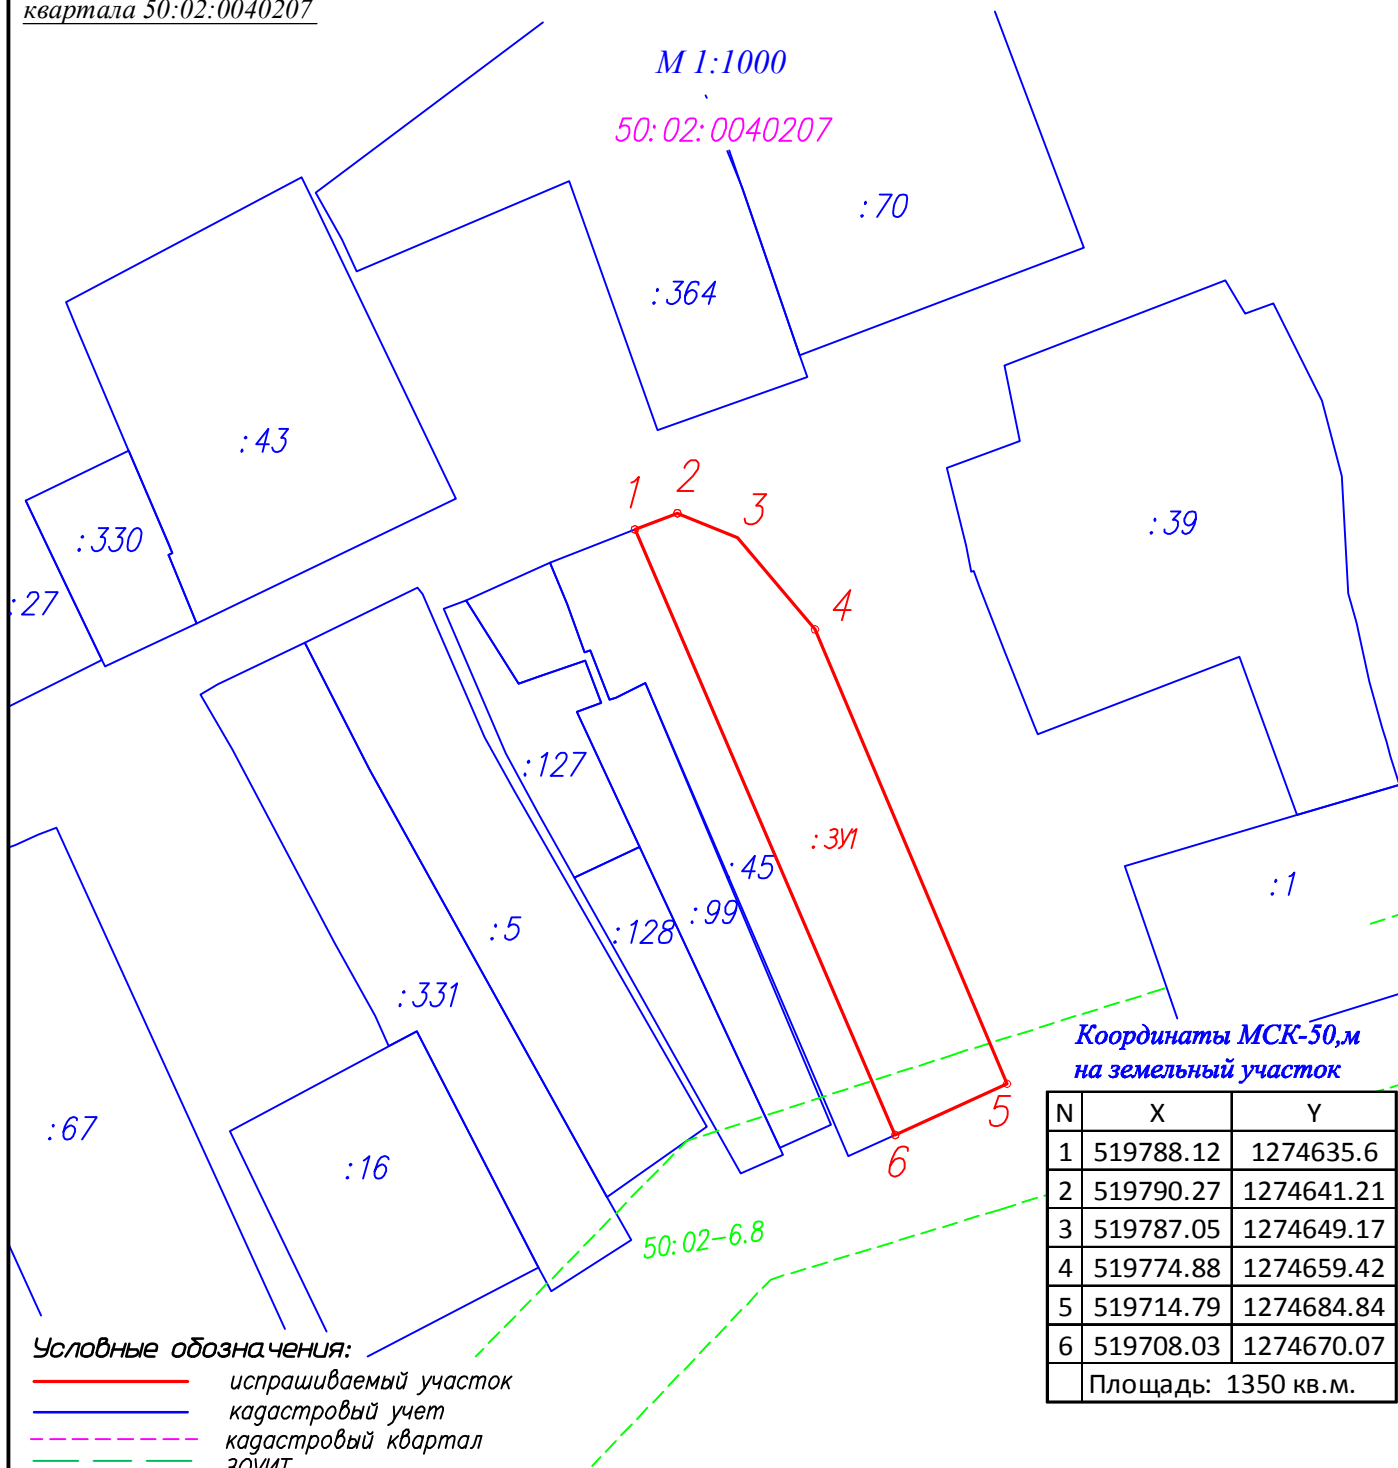 квартала 50:02:0040207
М 1:1000
50:02:0040207
:70
:364
:43
:39
:330
:27
1
2
3
4
:127
:ЗУ1
:45
:1
:99
:5
:128
:331
:67
:16
5
6
50:02-6.8
Координаты МСК-50,м
на земельный участок
N X Y
1 519788.12 1274635.6
2 519790.27 1274641.21
3 519787.05 1274649.17
4 519774.88 1274659.42
5 519714.79 1274684.84
6 519708.03 1274670.07
Площадь: 1350 кв.м.
Условные обозначения:
испрашиваемый участок
кадастровый учет
кадастровый квартал
ЗОУИТ